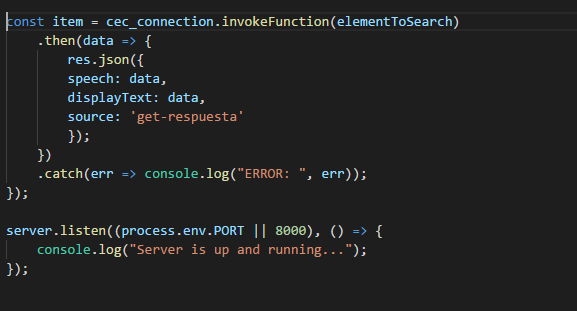 const item = cec_connection.invokeFunction(elementToSearch)
    .then(data => {
        res.json({
        speech: data,
        displayText: data,
        source: 'get-respuesta'
        });
    })
    .catch(err => console.log("ERROR: ", err));
});

server.listen((process.env.PORT || 8000), () => {
    console.log("Server is up and running...");
});